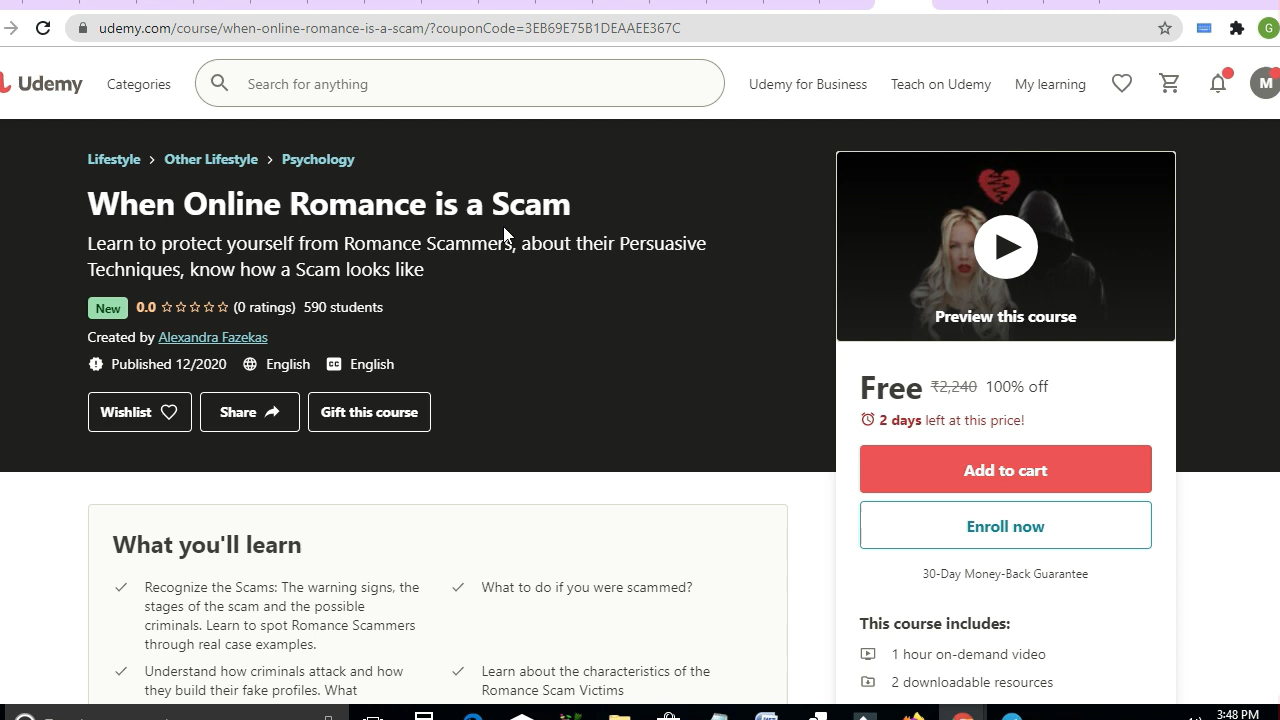 udemy.com/course/when-online-romance-is-a-scam/?couponCode=3EB69E75B1DEAAEE367C
G
Udemy
Categories
Search for anything
Udemy for Business
Teach on Udemy
My learning
M
Lifestyle > Other Lifestyle > Psychology
When Online Romance is a Scam
Learn to protect yourself from Romance Scammers, about their Persuasive
Techniques, know how a Scam looks like
New 0.0 (0 ratings) 590 students
Created by Alexandra Fazekas
Published 12/2020 English CC English
Wishlist
Share
Gift this course
Preview this course
Free ₹2,240 100% off
2 days left at this price!
Add to cart
Enroll now
30-Day Money-Back Guarantee
This course includes:
1 hour on-demand video
2 downloadable resources
What you'll learn
Recognize the Scams: The warning signs, the
stages of the scam and the possible
criminals. Learn to spot Romance Scammers
through real case examples.
What to do if you were scammed?
Understand how criminals attack and how
they build their fake profiles. What
Learn about the characteristics of the
Romance Scam Victims
3:48 PM